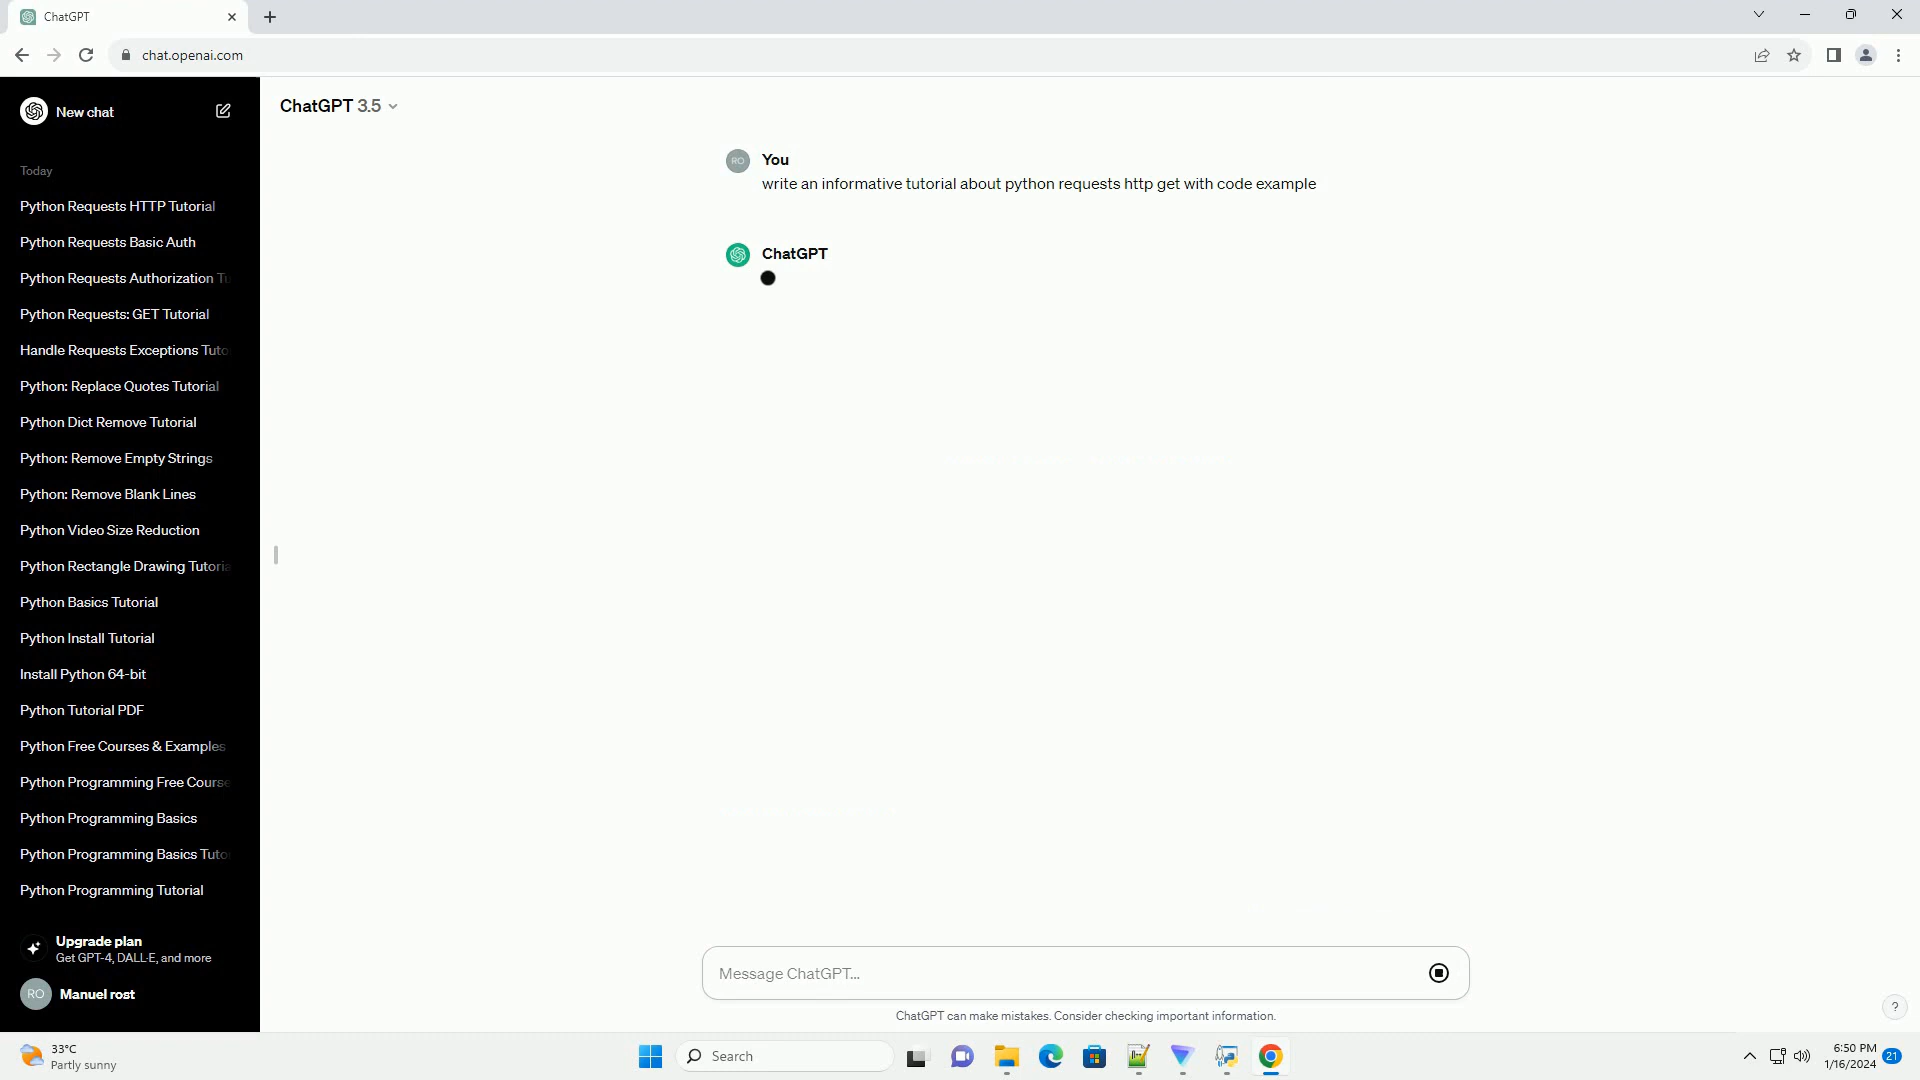 ChatGPT
chat.openai.com
New chat
Today
Python Requests HTTP Tutorial
Python Requests Basic Auth
Python Requests Authorization Tu
Python Requests: GET Tutorial
Handle Requests Exceptions Tuto
Python: Replace Quotes Tutorial
Python Dict Remove Tutorial
Python: Remove Empty Strings
Python: Remove Blank Lines
Python Video Size Reduction
Python Rectangle Drawing Tutoria
Python Basics Tutorial
Python Install Tutorial
Install Python 64-bit
Python Tutorial PDF
Python Free Courses & Examples
Python Programming Free Course
Python Programming Basics
Python Programming Basics Tuto
Python Programming Tutorial
Upgrade plan
Get GPT-4, DALL·E, and more
RO Manuel rost
ChatGPT 3.5
RO You
write an informative tutorial about python requests http get with code example
ChatGPT
Message ChatGPT...
ChatGPT can make mistakes. Consider checking important information.
?
33°C
Partly sunny
Search
6:50 PM
1/16/2024
21